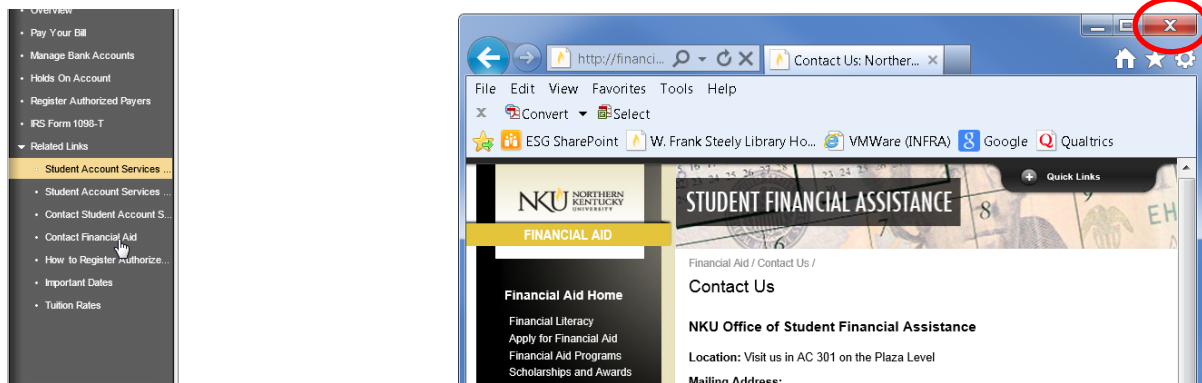 Overview
Pay Your Bill
Manage Bank Accounts
Holds On Account
Register Authorized Payers
IRS Form 1098-T
Related Links
Student Account Services ...
Student Account Services ...
Contact Student Account S...
Contact Financial Aid
How to Register Authorize...
Important Dates
Tuition Rates
http://financi...
Contact Us: Norther...
File Edit View Favorites Tools Help
Convert Select
ESG SharePoint W. Frank Steely Library Ho... VMWare (INFRA) Google Qualtrics
NKU NORTHERN KENTUCKY UNIVERSITY
FINANCIAL AID
STUDENT FINANCIAL ASSISTANCE
Quick Links
Financial Aid Home
Financial Literacy
Apply for Financial Aid
Financial Aid Programs
Scholarships and Awards
Financial Aid / Contact Us /
Contact Us
NKU Office of Student Financial Assistance
Location: Visit us in AC 301 on the Plaza Level
Mailing Address: